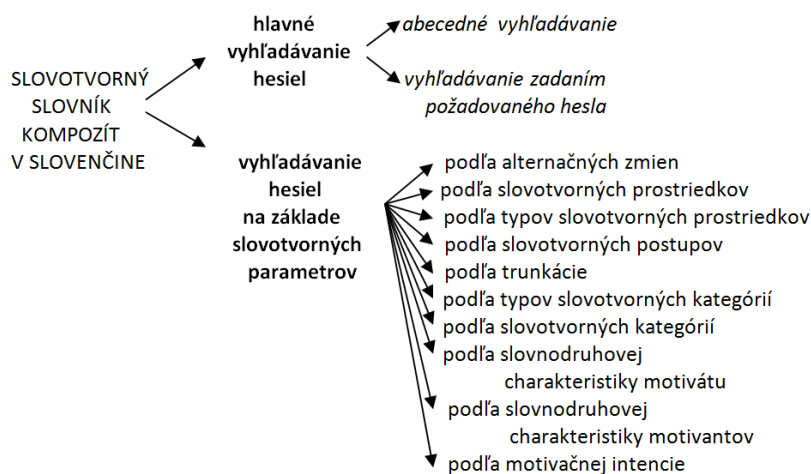 SLOVOTVORNÝ
SLOVNÍK
KOMPOZÍT
V SLOVENČINE
hlavné
vyhľadávanie
hesiel
abecedné vyhľadávanie
vyhľadávanie zadaním
požadovaného hesla
vyhľadávanie
hesiel
na základe
slovotvorných
parametrov
podľa alternačných zmien
podľa slovotvorných prostriedkov
podľa typov slovotvorných prostriedkov
podľa slovotvorných postupov
podľa trunkácie
podľa typov slovotvorných kategórií
podľa slovotvorných kategórií
podľa slovnodruhovej
charakteristiky motivátu
podľa slovnodruhovej
charakteristiky motivantov
podľa motivačnej intencie